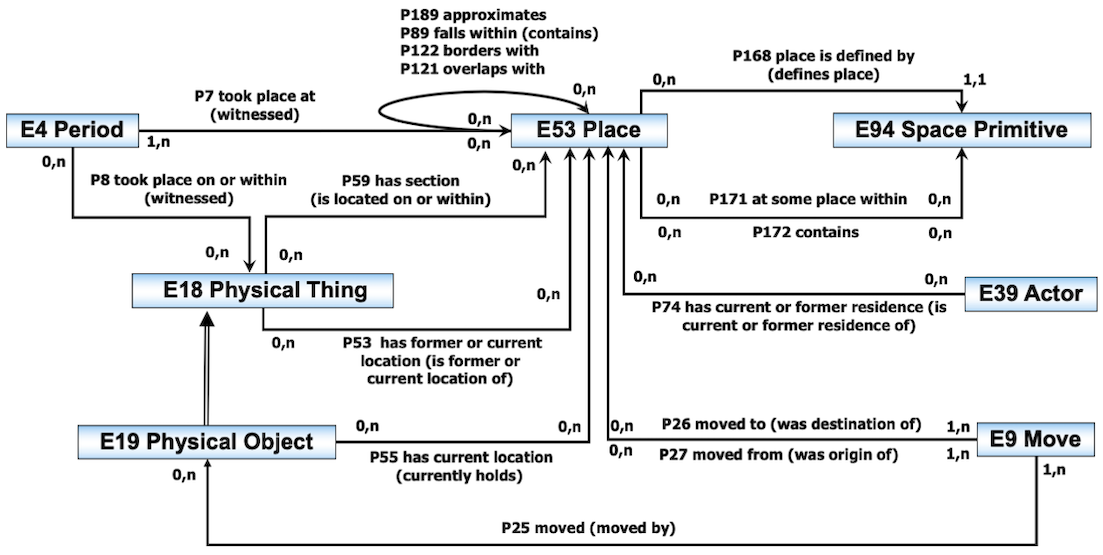 P189 approximates
P89 falls within (contains)
P122 borders with
P121 overlaps with
P168 place is defined by
(defines place)
0,n
0,n
1,1
P7 took place at
(witnessed)
0,n
E4 Period
E53 Place
E94 Space Primitive
1,n
0,n
0,n
0,n
P8 took place on or within
(witnessed)
P59 has section
(is located on or within)
0,n
P171 at some place within
0,n
0,n
P172 contains
0,n
0,n
0,n
E18 Physical Thing
0,n
0,n
0,n
E39 Actor
P74 has current or former residence (is
current or former residence of)
0,n
P53 has former or current
location (is former or
current location of)
0,n
0,n
0,n
P26 moved to (was destination of)
1,n
E19 Physical Object
E9 Move
0,n
P27 moved from (was origin of)
1,n
P55 has current location
(currently holds)
0,n
1,n
P25 moved (moved by)